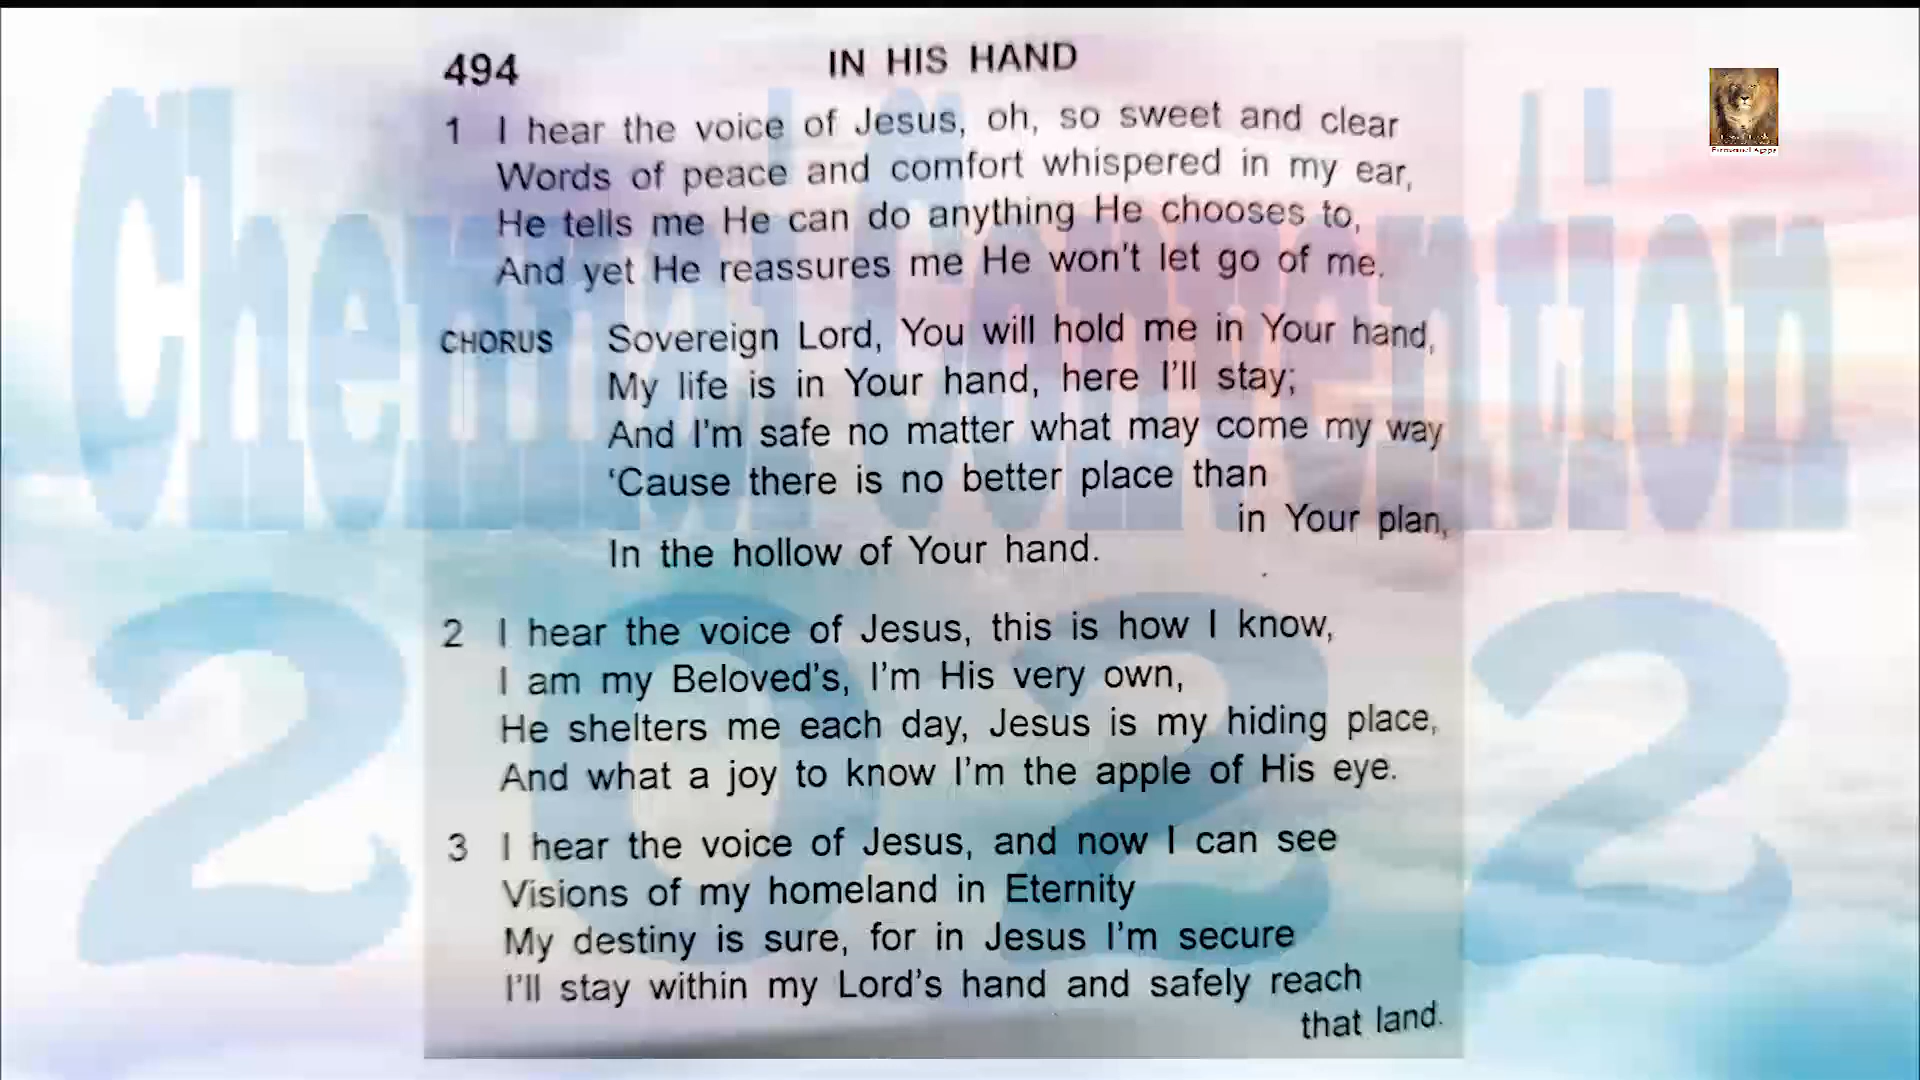 494 IN HIS HAND
1 I hear the voice of Jesus, oh, so sweet and clear
Words of peace and comfort whispered in my ear,
He tells me He can do anything He chooses to,
And yet He reassures me He won't let go of me.
CHORUS Sovereign Lord, You will hold me in Your hand,
My life is in Your hand, here I'll stay;
And I'm safe no matter what may come my way
‘Cause there is no better place than
in Your plan,
In the hollow of Your hand.
2 I hear the voice of Jesus, this is how I know,
I am my Beloved's, I'm His very own,
He shelters me each day, Jesus is my hiding place,
And what a joy to know I'm the apple of His eye.
3 I hear the voice of Jesus, and now I can see
Visions of my homeland in Eternity
My destiny is sure, for in Jesus I'm secure
I'll stay within my Lord's hand and safely reach
that land.
Chennai Convention
2022
Emmanuel Agape